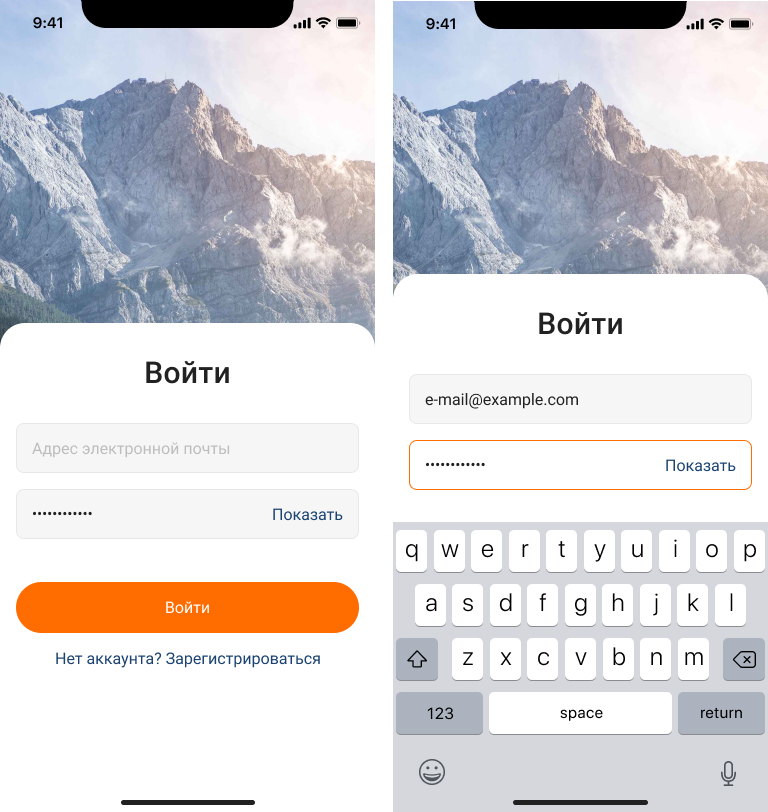 9:41
Войти
Адрес электронной почты
•••••••••••• Показать
Войти
Нет аккаунта? Зарегистрироваться
9:41
Войти
e-mail@example.com
•••••••••••• Показать
q w e r t y u i o p
a s d f g h j k l
z x c v b n m
123 space return